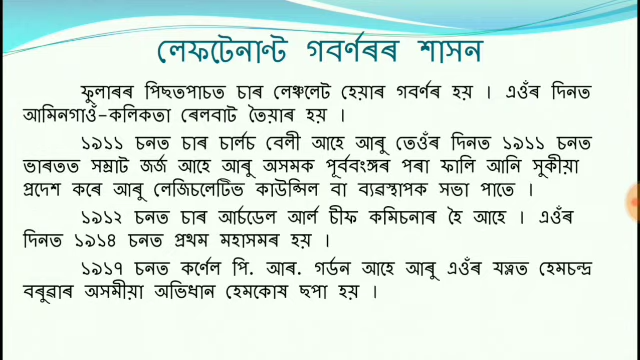 লেফটেনাণ্ট গবৰ্ণৰৰ শাসন
ফুলাৰৰ পিছতপাচত চাৰ লেঞ্চলেট হেয়াৰ গবৰ্ণৰ হয় । এওঁৰ দিনত
আমিনগাওঁ-কলিকতা ৰেলবাট তৈয়াৰ হয় ।
১৯১১ চনত চাৰ চাৰ্লচ বেলী আহে আৰু তেওঁৰ দিনত ১৯১১ চনত
ভাৰতত সম্ৰাট জৰ্জ আহে আৰু অসমক পূৰ্ববংঙ্গৰ পৰা ফালি আনি সুকীয়া
প্ৰদেশ কৰে আৰু লেজিচলেটিভ কাউন্সিল বা ব্যৱস্থাপক সভা পাতে ।
১৯১২ চনত চাৰ আৰ্চডেল আৰ্ল চীফ কমিচনাৰ হৈ আহে । এওঁৰ
দিনত ১৯১৪ চনত প্ৰথম মহাসমৰ হয় ।
১৯১৭ চনত কৰ্ণেল পি. আৰ. গৰ্ডন আহে আৰু এওঁৰ যত্নত হেমচন্দ্ৰ
বৰুৱাৰ অসমীয়া অভিধান হেমকোষ ছপা হয় ।